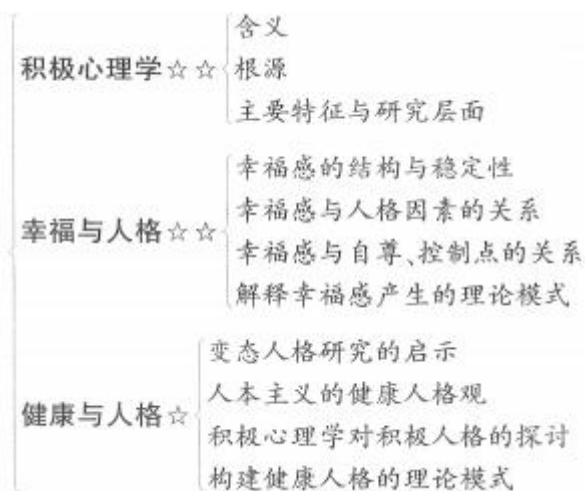 积极心理学☆☆
含义
根源
主要特征与研究层面
幸福与人格☆☆
幸福感的结构与稳定性
幸福感与人格因素的关系
幸福感与自尊、控制点的关系
解释幸福感产生的理论模式
健康与人格☆
变态人格研究的启示
人本主义的健康人格观
积极心理学对积极人格的探讨
构建健康人格的理论模式